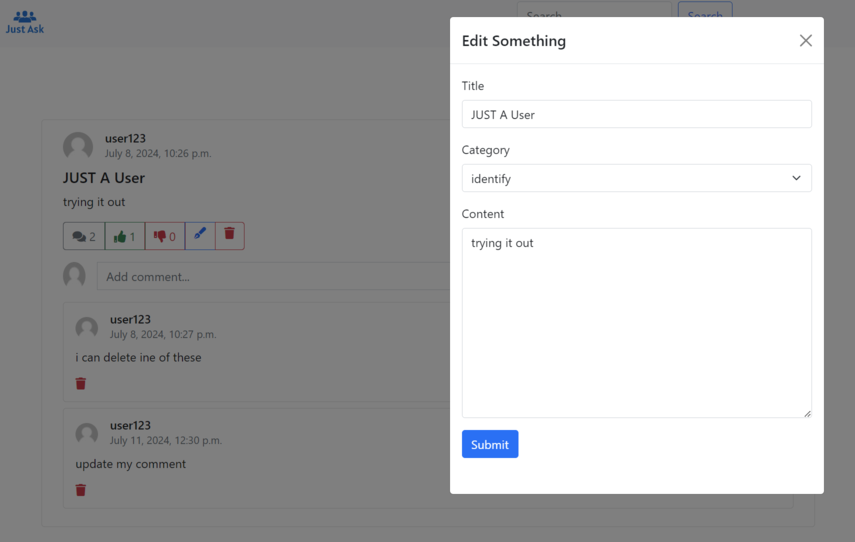 Just Ask
Search
Search
user123
July 8, 2024, 10:26 p.m.
JUST A User
trying it out
2
1
0
Add comment...
user123
July 8, 2024, 10:27 p.m.
i can delete ine of these
user123
July 11, 2024, 12:30 p.m.
update my comment
Edit Something
Title
JUST A User
Category
identify
Content
trying it out
Submit